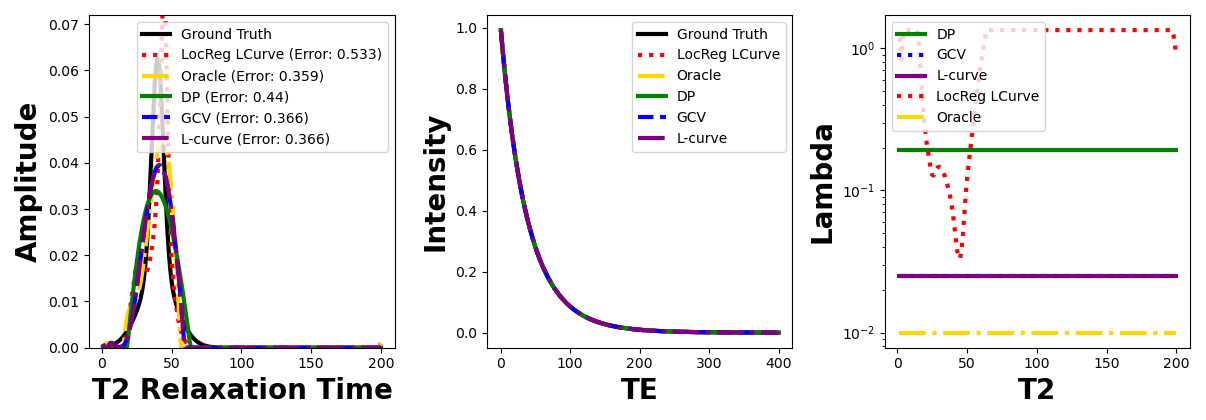 Amplitude
0.07
0.06
0.05
0.04
0.03
0.02
0.01
0.00
0
50
100
150
200
T2 Relaxation Time
Ground Truth
LocReg LCurve (Error: 0.533)
Oracle (Error: 0.359)
DP (Error: 0.44)
GCV (Error: 0.366)
L-curve (Error: 0.366)
Intensity
1.0
0.8
0.6
0.4
0.2
0.0
0
100
200
300
400
TE
Ground Truth
LocReg LCurve
Oracle
DP
GCV
L-curve
Lambda
10⁰
10⁻¹
10⁻²
0
50
100
150
200
T2
DP
GCV
L-curve
LocReg LCurve
Oracle